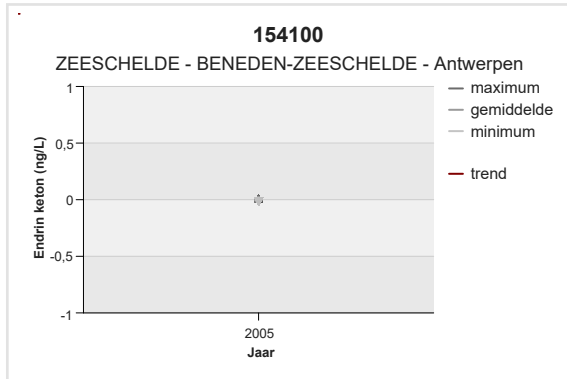 154100
ZEESCHELDE - BENEDEN-ZEESCHELDE - Antwerpen
maximum
gemiddelde
minimum
trend
Endrin keton (ng/L)
1
0,5
0
-0,5
-1
2005
Jaar